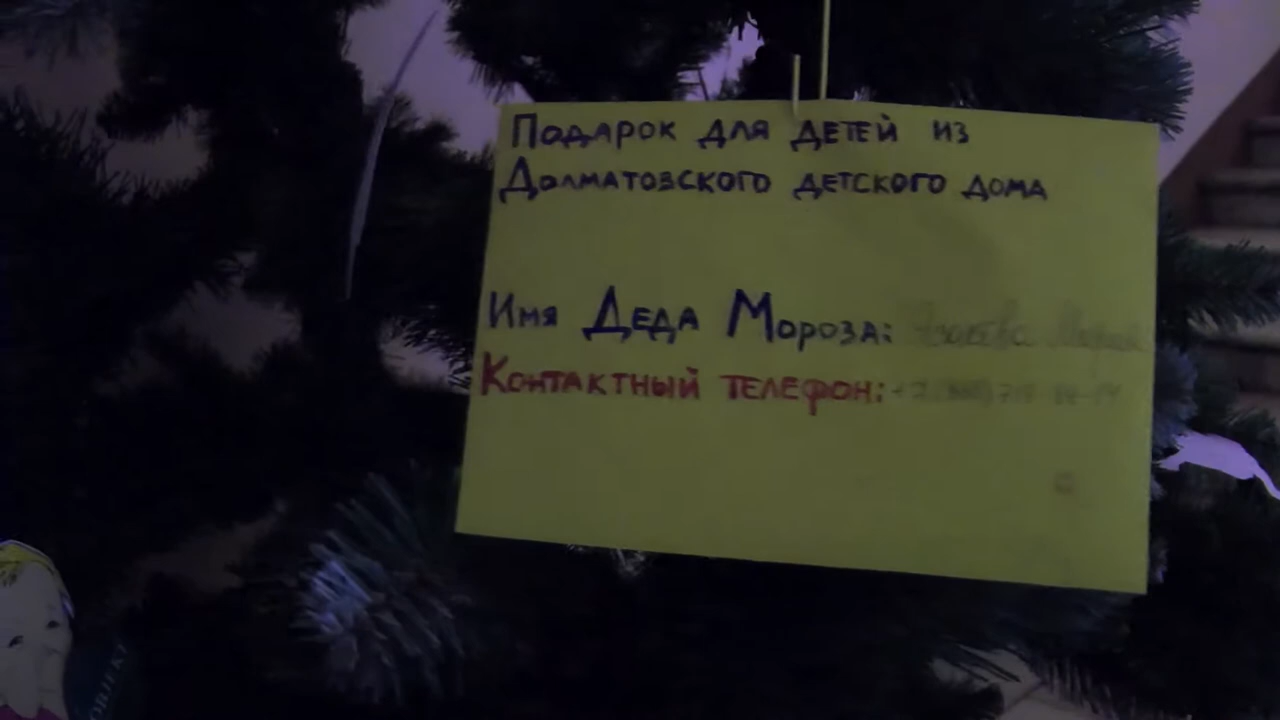 Подарок для детей из
Долматовского детского дома
Имя Деда Мороза:
Контактный телефон: